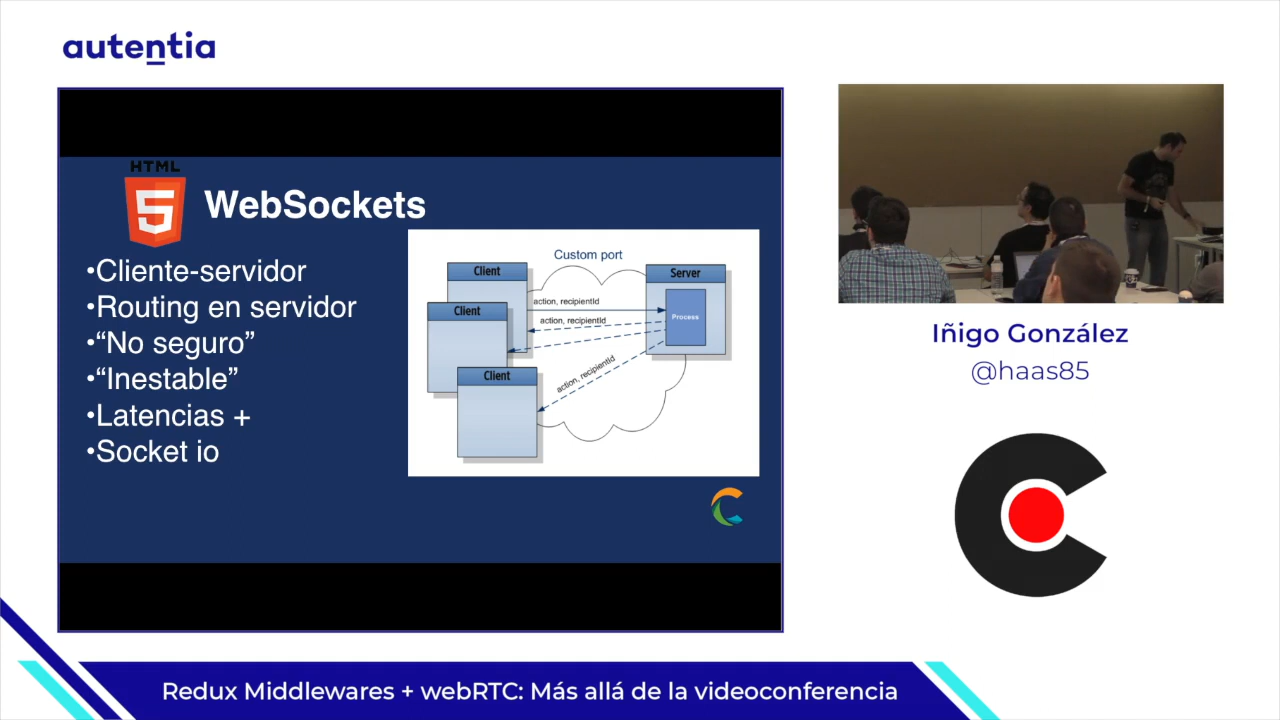 autentia
HTML
5
WebSockets
•Cliente-servidor
•Routing en servidor
•“No seguro”
•“Inestable”
•Latencias +
•Socket io
Custom port
Client
Client
Client
Server
Process
action, recipientId
action, recipientId
action, recipientId
Iñigo González
@haas85
Redux Middlewares + webRTC: Más allá de la videoconferencia